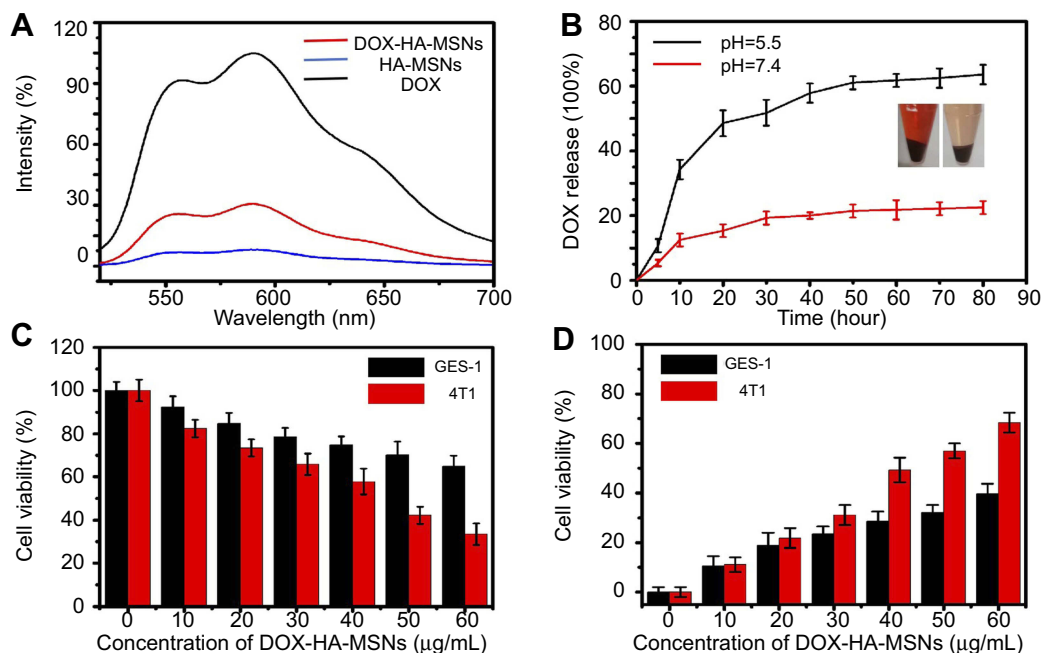 A
120
90
60
30
0
Intensity (%)
DOX-HA-MSNs
HA-MSNs
DOX
550
600
650
700
Wavelength (nm)
B
80
60
40
20
0
DOX release (100%)
pH=5.5
pH=7.4
0
10
20
30
40
50
60
70
80
90
Time (hour)
C
120
100
80
60
40
20
0
Cell viability (%)
GES-1
4T1
0
10
20
30
40
50
60
Concentration of DOX-HA-MSNs (μg/mL)
D
100
80
60
40
20
0
Cell viability (%)
GES-1
4T1
0
10
20
30
40
50
60
Concentration of DOX-HA-MSNs (μg/mL)